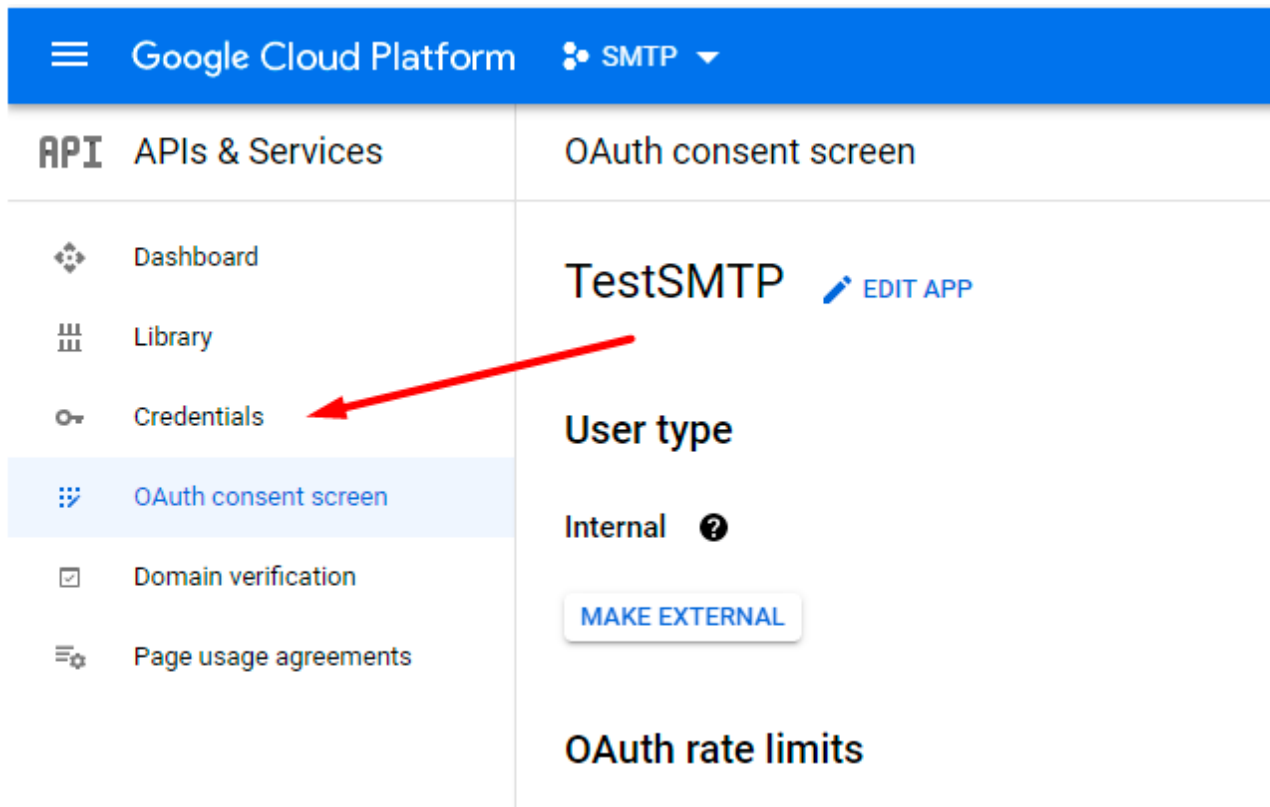 Google Cloud Platform SMTP
API APIs & Services
OAuth consent screen
Dashboard
Library
Credentials
OAuth consent screen
Domain verification
Page usage agreements
TestSMTP EDIT APP
User type
Internal ?
MAKE EXTERNAL
OAuth rate limits